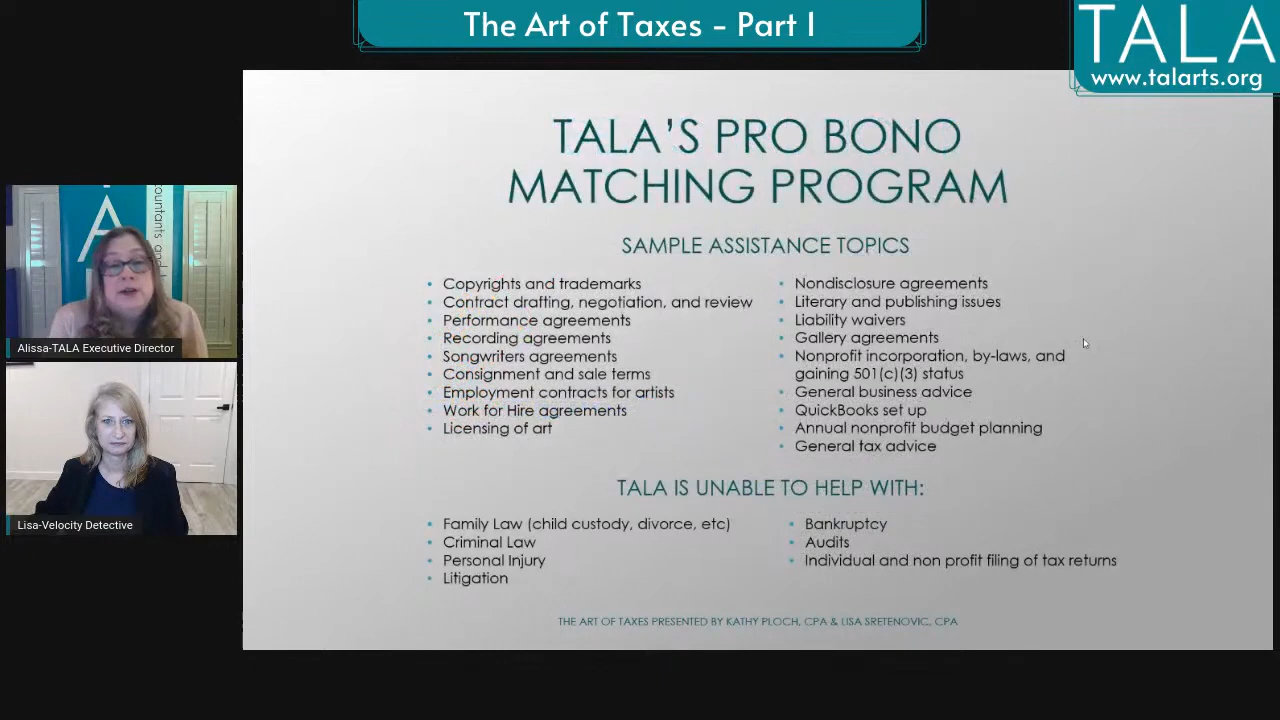 The Art of Taxes - Part I
TALA
www.talarts.org
TALA'S PRO BONO
MATCHING PROGRAM
SAMPLE ASSISTANCE TOPICS
• Copyrights and trademarks
• Contract drafting, negotiation, and review
• Performance agreements
• Recording agreements
• Songwriters agreements
• Consignment and sale terms
• Employment contracts for artists
• Work for Hire agreements
• Licensing of art
• Nondisclosure agreements
• Literary and publishing issues
• Liability waivers
• Gallery agreements
• Nonprofit incorporation, by-laws, and
gaining 501(c)(3) status
• General business advice
• QuickBooks set up
• Annual nonprofit budget planning
• General tax advice
TALA IS UNABLE TO HELP WITH:
• Family Law (child custody, divorce, etc)
• Criminal Law
• Personal Injury
• Litigation
• Bankruptcy
• Audits
• Individual and non profit filing of tax returns
THE ART OF TAXES PRESENTED BY KATHY PLOCH, CPA & LISA SRETENOVIC, CPA
Alissa-TALA Executive Director
Lisa-Velocity Detective